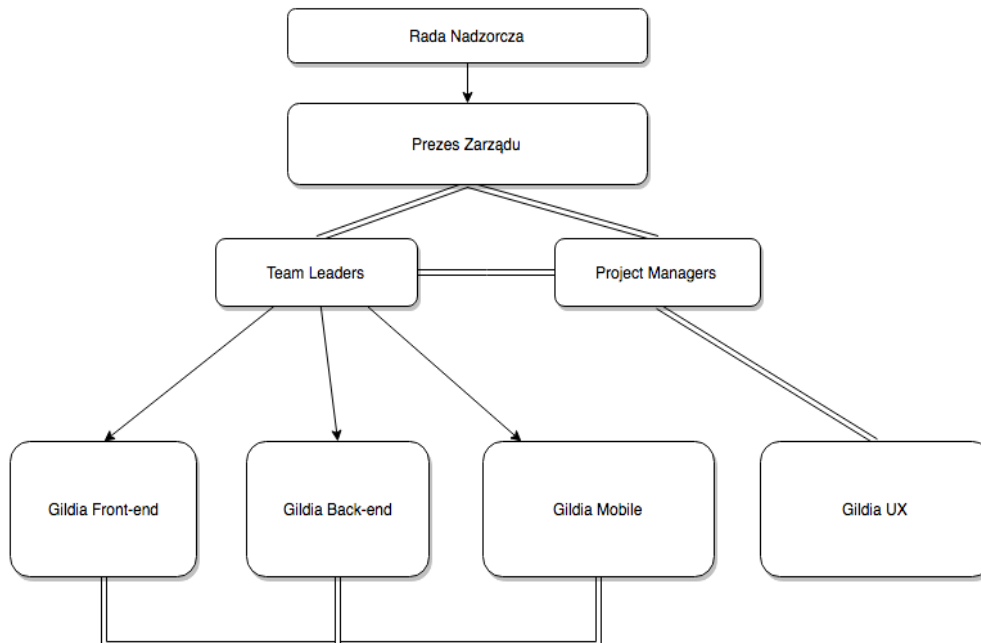 Rada Nadzorcza
Prezes Zarządu
Team Leaders
Project Managers
Gildia Front-end
Gildia Back-end
Gildia Mobile
Gildia UX